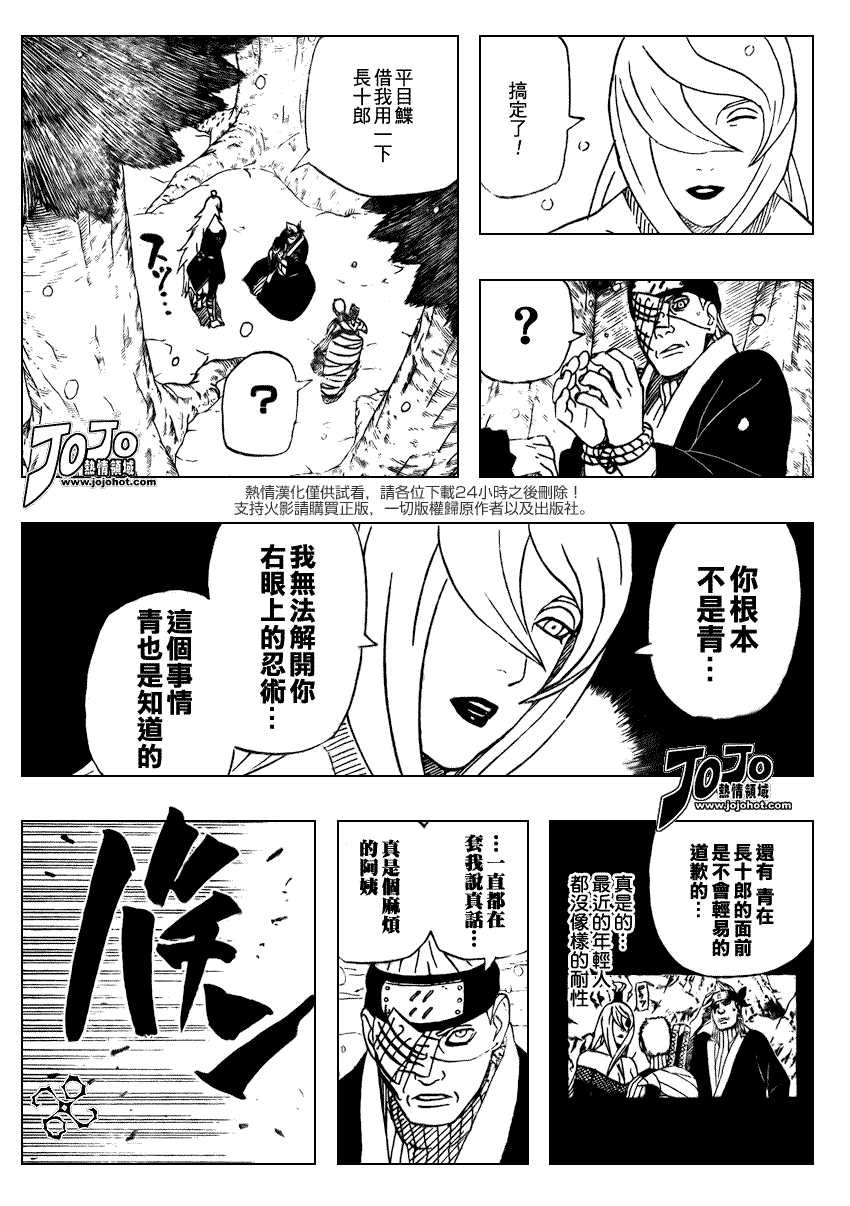 搞定了!
平目鰈
借我用一下
長十郎
スッ…
?
?
JOJO
熱情領域
www.jojohot.com
熱情漢化僅供試看，請各位下載24小時之後刪除！
支持火影請購買正版，一切版權歸原作者以及出版社。
你根本
不是青…
我無法解開你
右眼上的忍術…
這個事情
青也是知道的
JOJO
熱情領域
www.jojohot.com
還有 青在
長十郎的面前
是不會輕易的
道歉的…
真是的…
最近的年輕人
都沒像樣的耐性
…一直都在
套我說真話…
真是個麻煩
的阿姨
バチン